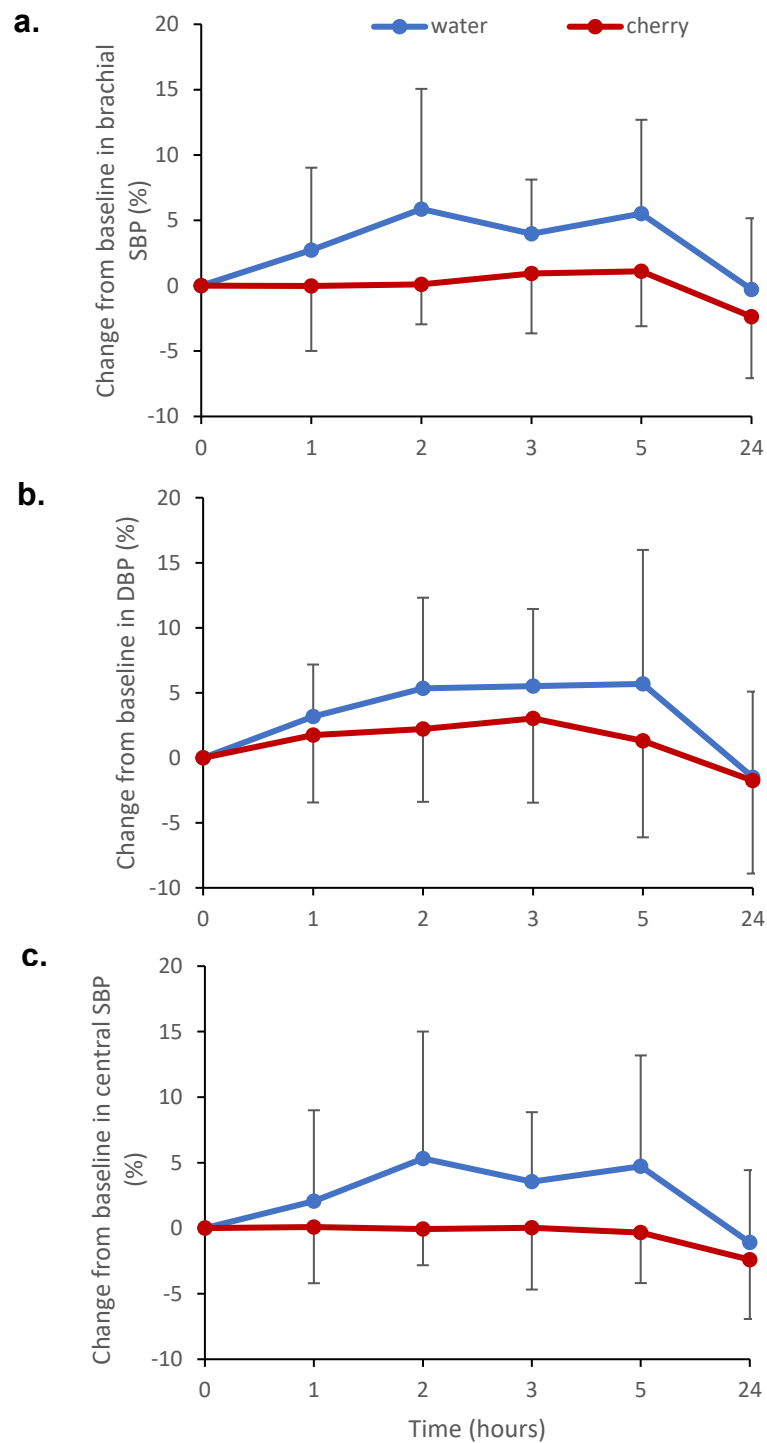 a.
water cherry
Change from baseline in brachial
SBP (%)
20
15
10
5
0
-5
-10
0 1 2 3 5 24
b.
Change from baseline in DBP (%)
20
15
10
5
0
-5
-10
0 1 2 3 5 24
c.
Change from baseline in central SBP
(%)
20
15
10
5
0
-5
-10
0 1 2 3 5 24
Time (hours)